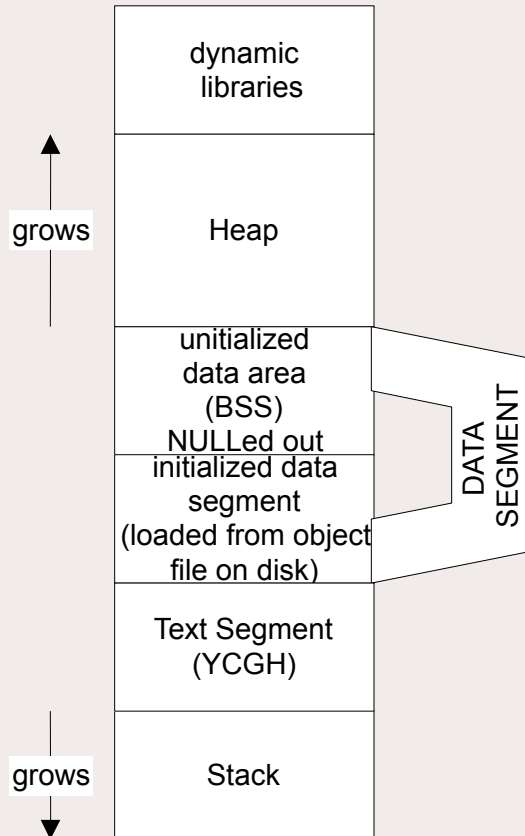 dynamic
libraries
grows
Heap
unitialized
data area
(BSS)
NULLed out
initialized data
segment
(loaded from object
file on disk)
DATA
SEGMENT
Text Segment
(YCGH)
grows
Stack